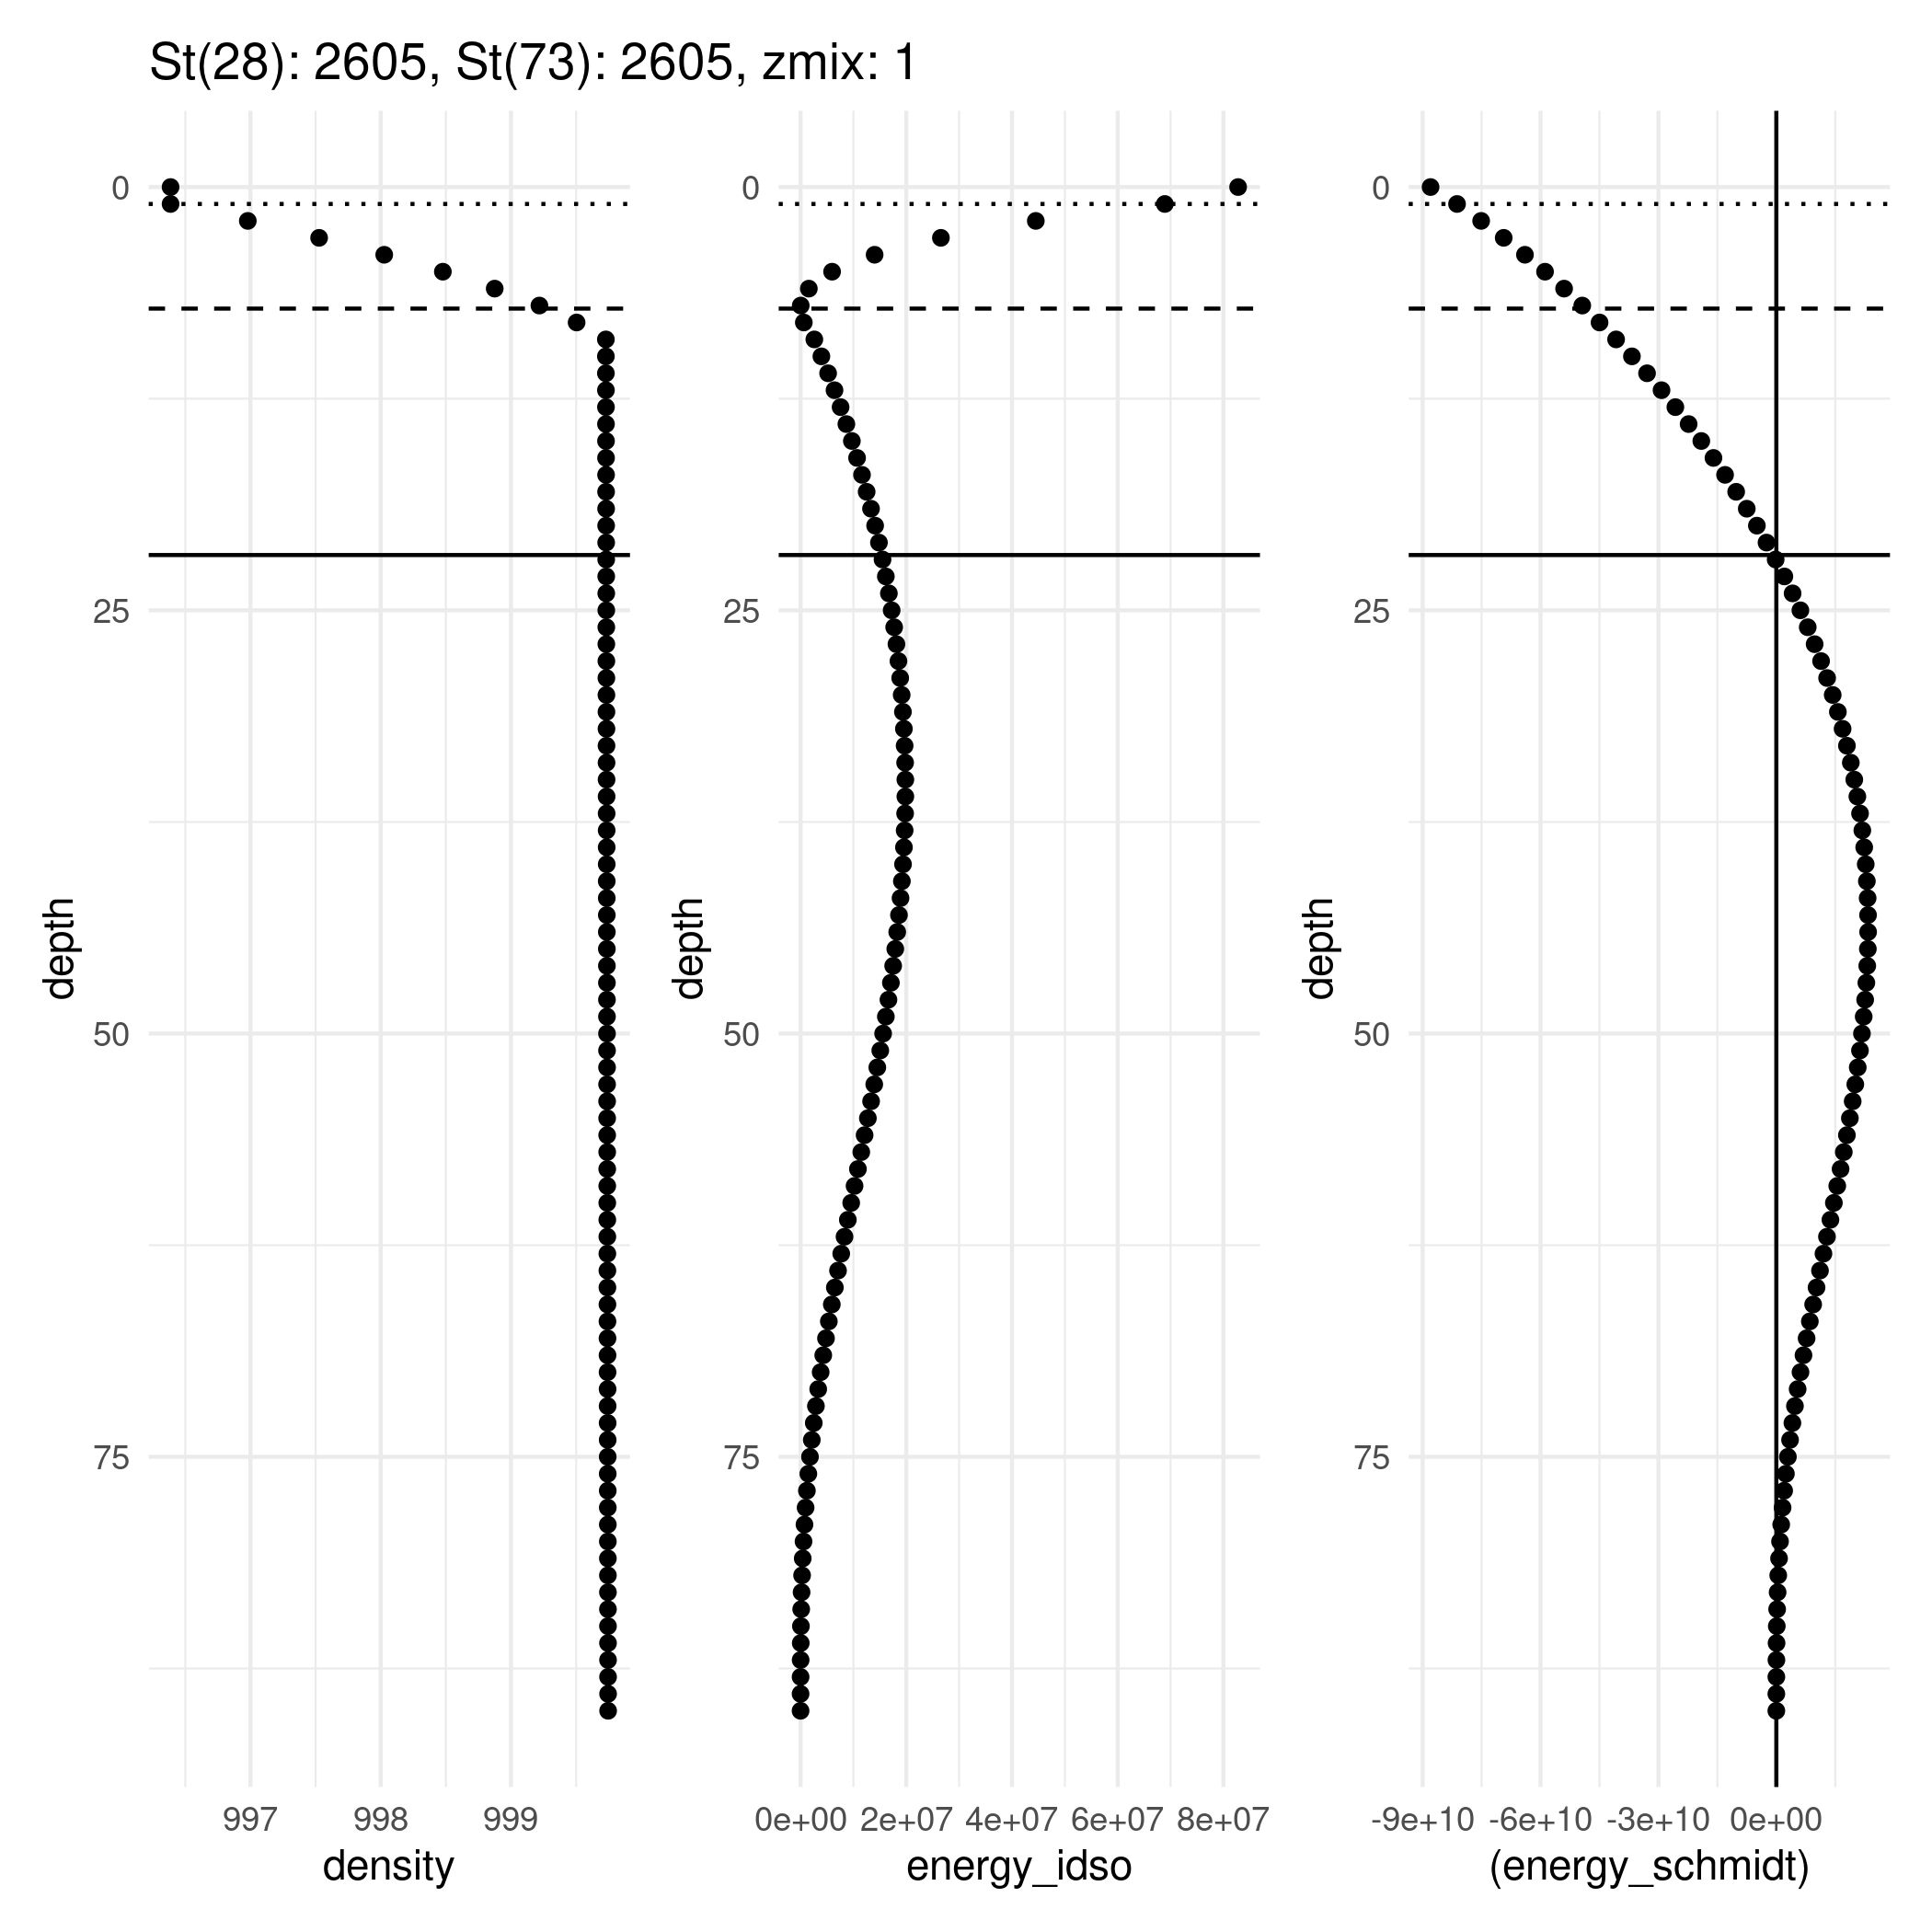 St(28): 2605, St(73): 2605, zmix: 1
0
25
50
75
depth
997 998 999
density
0
25
50
75
depth
0e+00 2e+07 4e+07 6e+07 8e+07
energy_idso
0
25
50
75
depth
-9e+10 -6e+10 -3e+10 0e+00
(energy_schmidt)